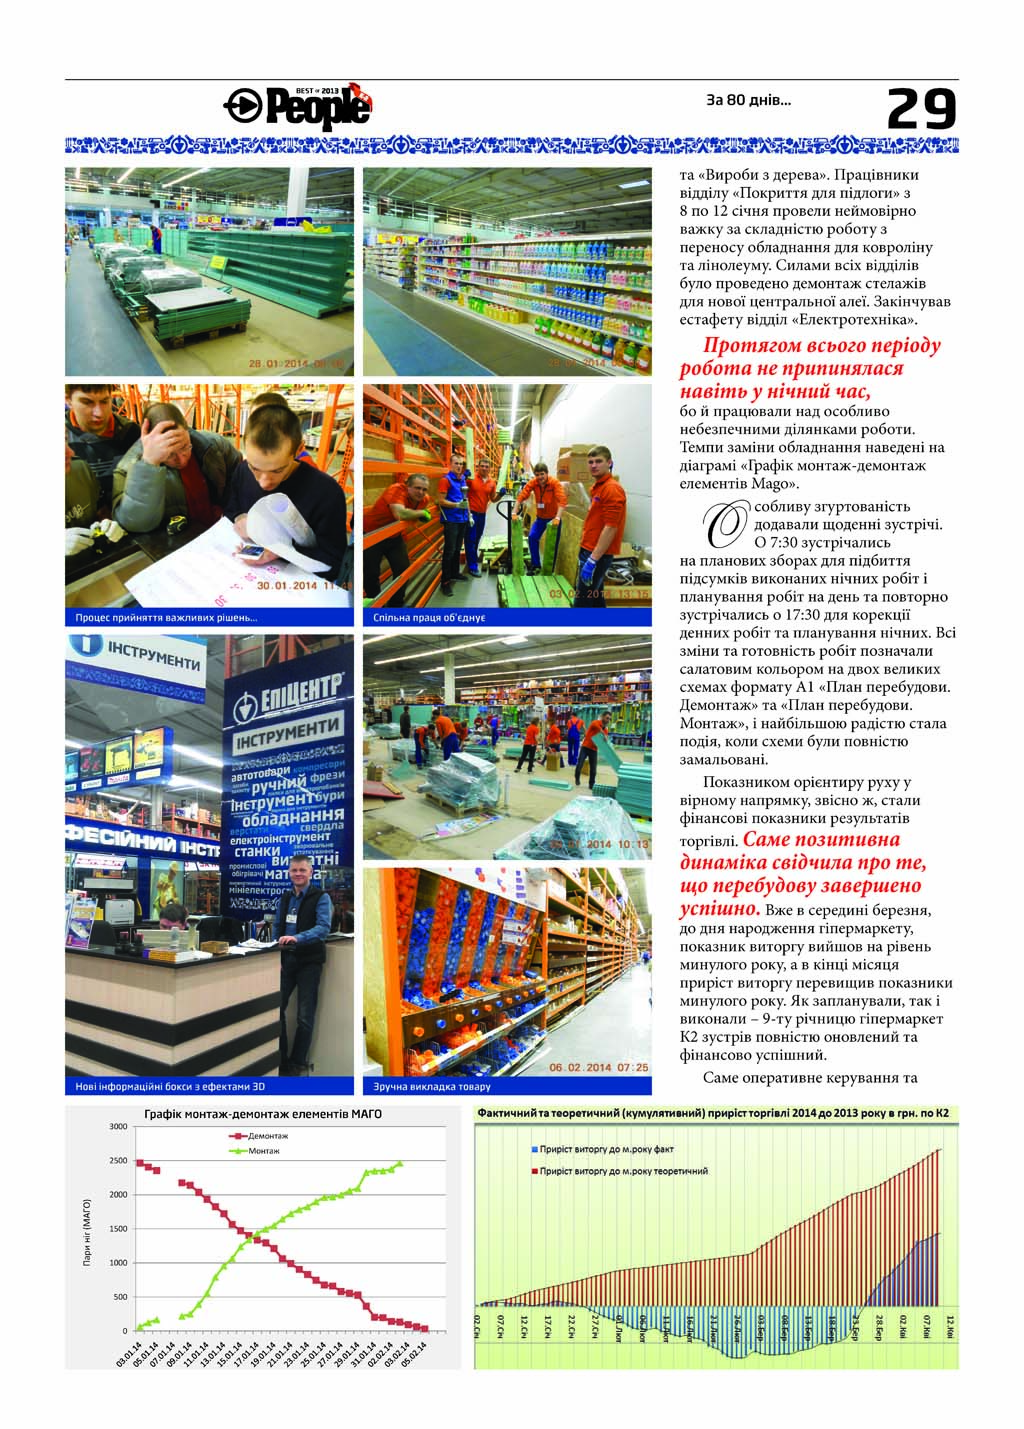 BEST OF 2013
People
За 80 днів...
29
28 01 2014
28 01 2014
30 01 2014 11
Процес прийняття важливих рішень...
03 02 2014 13:15
Спільна праця об'єднує
ІНСТРУМЕНТИ
ЕПІЦЕНТР®
ІНСТРУМЕНТИ
автотовари компресори
ручний фрези
інструмент бури
обладнання
верстати свердла
електроінструмент
станки
промислові
обігрівачі
ФЕСІЙНИЙ ІНСТР
Нові інформаційні бокси з ефектами 3D
2014 10:13
06 02 2014 07:25
Зручна викладка товару
та «Вироби з дерева». Працівники
відділу «Покриття для підлоги» з
8 по 12 січня провели неймовірно
важку за складністю роботу з
переносу обладнання для ковроліну
та лінолеуму. Силами всіх відділів
було проведено демонтаж стелажів
для нової центральної алеї. Закінчував
естафету відділ «Електротехніка».
Протягом всього періоду
робота не припинялася
навіть у нічний час,
бо й працювали над особливо
небезпечними ділянками роботи.
Темпи заміни обладнання наведені на
діаграмі «Графік монтаж-демонтаж
елементів Mago».
Особливу згуртованість
додавали щоденні зустрічі.
О 7:30 зустрічались
на планових зборах для підбиття
підсумків виконаних нічних робіт і
планування робіт на день та повторно
зустрічались о 17:30 для корекції
денних робіт та планування нічних. Всі
зміни та готовність робіт позначали
салатовим кольором на двох великих
схемах формату А1 «План перебудови.
Демонтаж» та «План перебудови.
Монтаж», і найбільшою радістю стала
подія, коли схеми були повністю
замальовані.
Показником орієнтиру руху у
вірному напрямку, звісно ж, стали
фінансові показники результатів
торгівлі. Саме позитивна
динаміка свідчила про те,
що перебудову завершено
успішно. Вже в середині березня,
до дня народження гіпермаркету,
показник виторгу вийшов на рівень
минулого року, а в кінці місяця
приріст виторгу перевищив показники
минулого року. Як запланували, так і
виконали – 9-ту річницю гіпермаркет
К2 зустрів повністю оновлений та
фінансово успішний.
Саме оперативне керування та
Графік монтаж-демонтаж елементів МАГО
Демонтаж
Монтаж
Пари ніг (МАГО)
3000
2500
2000
1500
1000
500
0
03.01.14
05.01.14
07.01.14
09.01.14
11.01.14
13.01.14
15.01.14
17.01.14
19.01.14
21.01.14
23.01.14
25.01.14
27.01.14
29.01.14
31.01.14
02.02.14
03.02.14
05.02.14
Фактичний та теоретичний (кумулятивний) приріст торгівлі 2014 до 2013 року в грн. по К2
Приріст виторгу до м.року факт
Приріст виторгу до м.року теоретичний
02.Січ
07.Січ
12.Січ
17.Січ
22.Січ
27.Січ
01.Лют
06.Лют
11.Лют
16.Лют
21.Лют
26.Лют
03.Бер
08.Бер
13.Бер
18.Бер
23.Бер
28.Бер
02.Кві
07.Кві
12.Кві